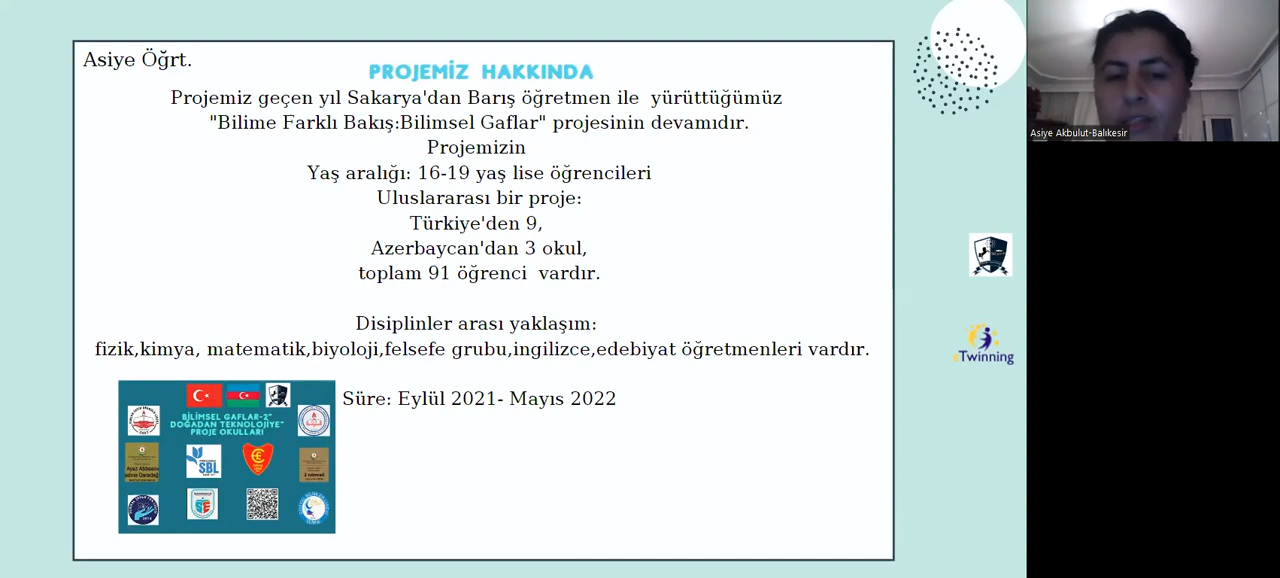 Asiye Öğrt.
PROJEMİZ HAKKINDA
Projemiz geçen yıl Sakarya'dan Barış öğretmen ile yürüttüğümüz
"Bilime Farklı Bakış:Bilimsel Gaflar" projesinin devamıdır.
Projemizin
Yaş aralığı: 16-19 yaş lise öğrencileri
Uluslararası bir proje:
Türkiye'den 9,
Azerbaycan'dan 3 okul,
toplam 91 öğrenci vardır.
Disiplinler arası yaklaşım:
fizik,kimya, matematik,biyoloji,felsefe grubu,ingilizce,edebiyat öğretmenleri vardır.
Süre: Eylül 2021- Mayıs 2022
BİLİMSEL GAFLAR-2"
DOĞADAN TEKNOLOJİYE"
PROJE OKULLARI
SBL
Asiye Akbulut-Balıkesir
eTwinning